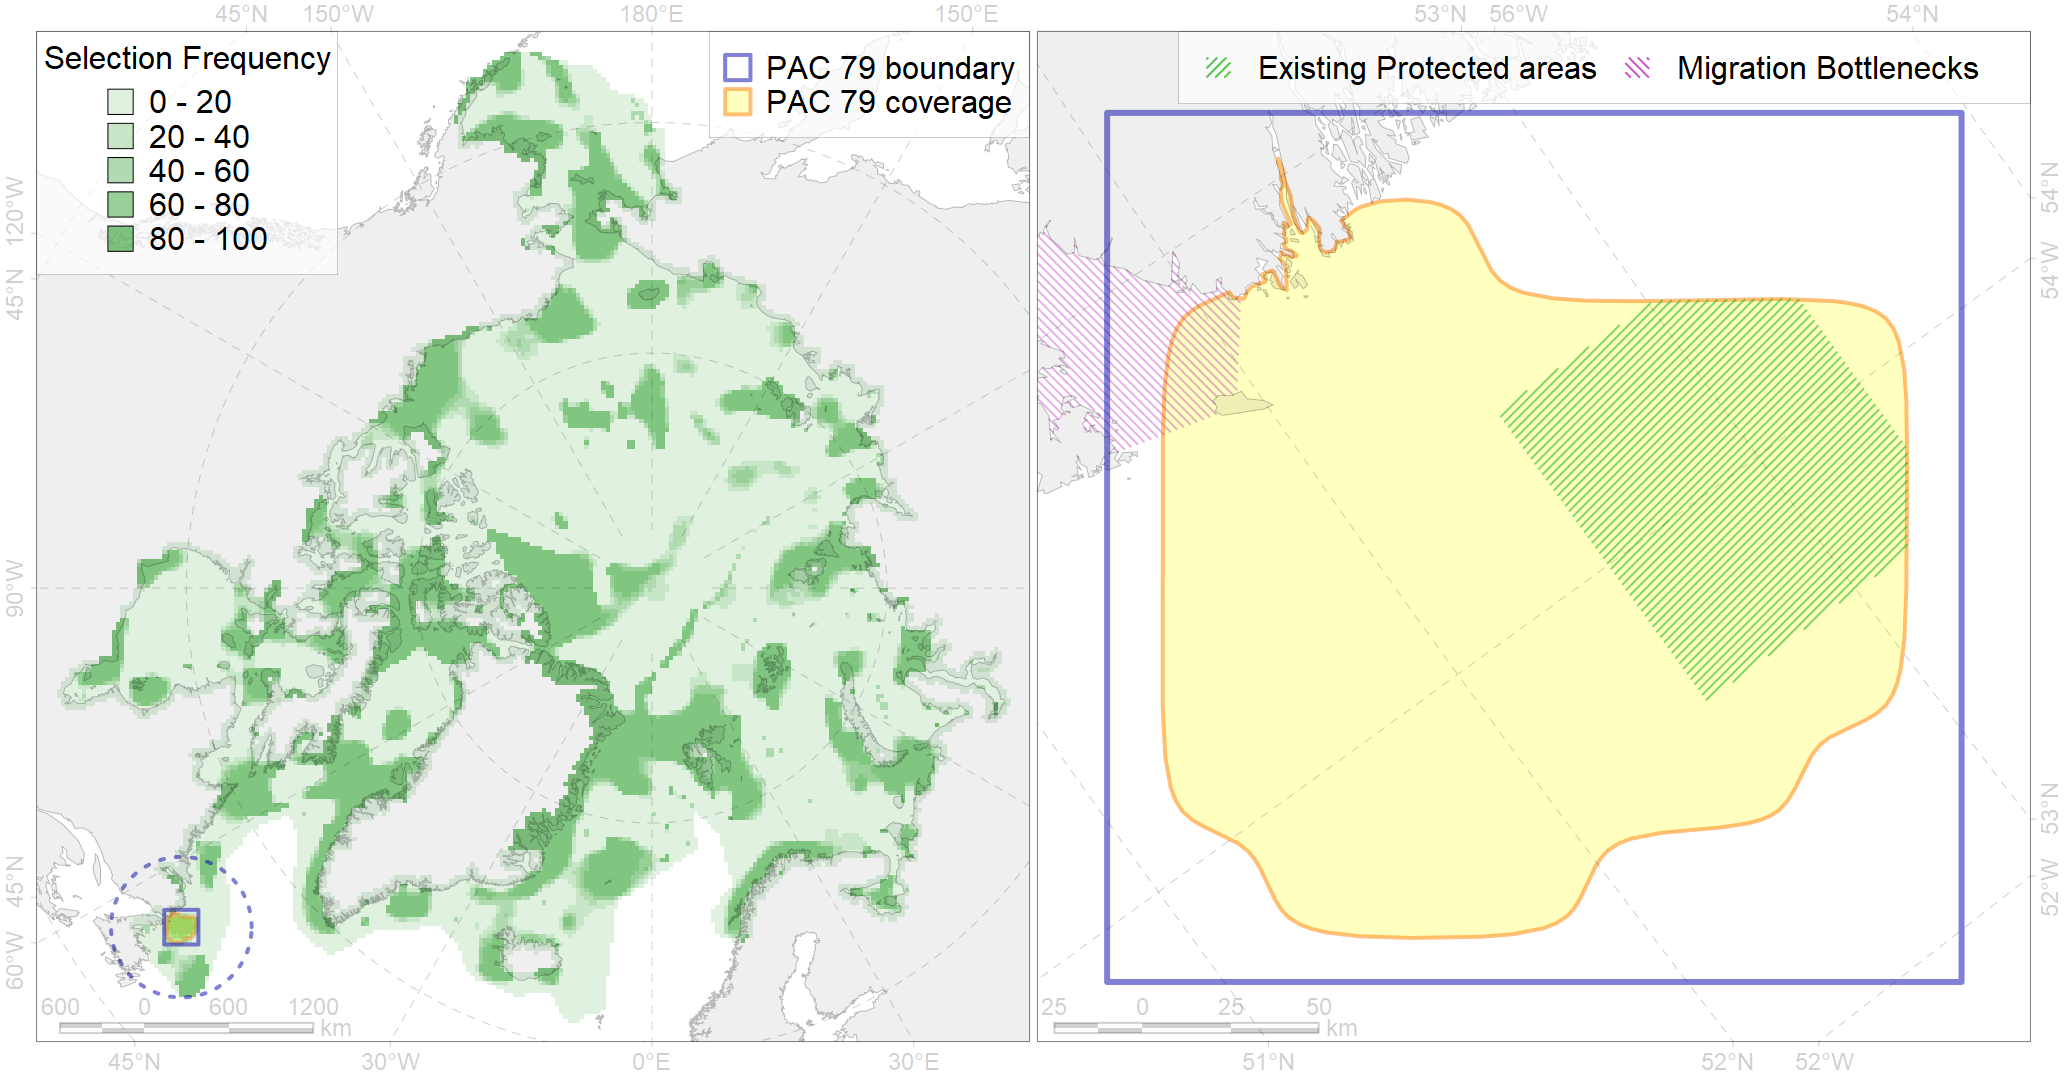 45°N 150°W 180°E 150°E 53°N 56°W 54°N
Selection Frequency
0 - 20
20 - 40
40 - 60
60 - 80
80 - 100
PAC 79 boundary
PAC 79 coverage
Existing Protected areas Migration Bottlenecks
120°W
45°N
90°W
45°N
60°W
54°N
54°W
53°N
52°W
600 0 600 1200
km
25 0 25 50
km
45°N 30°W 0°E 30°E 51°N 52°N 52°W